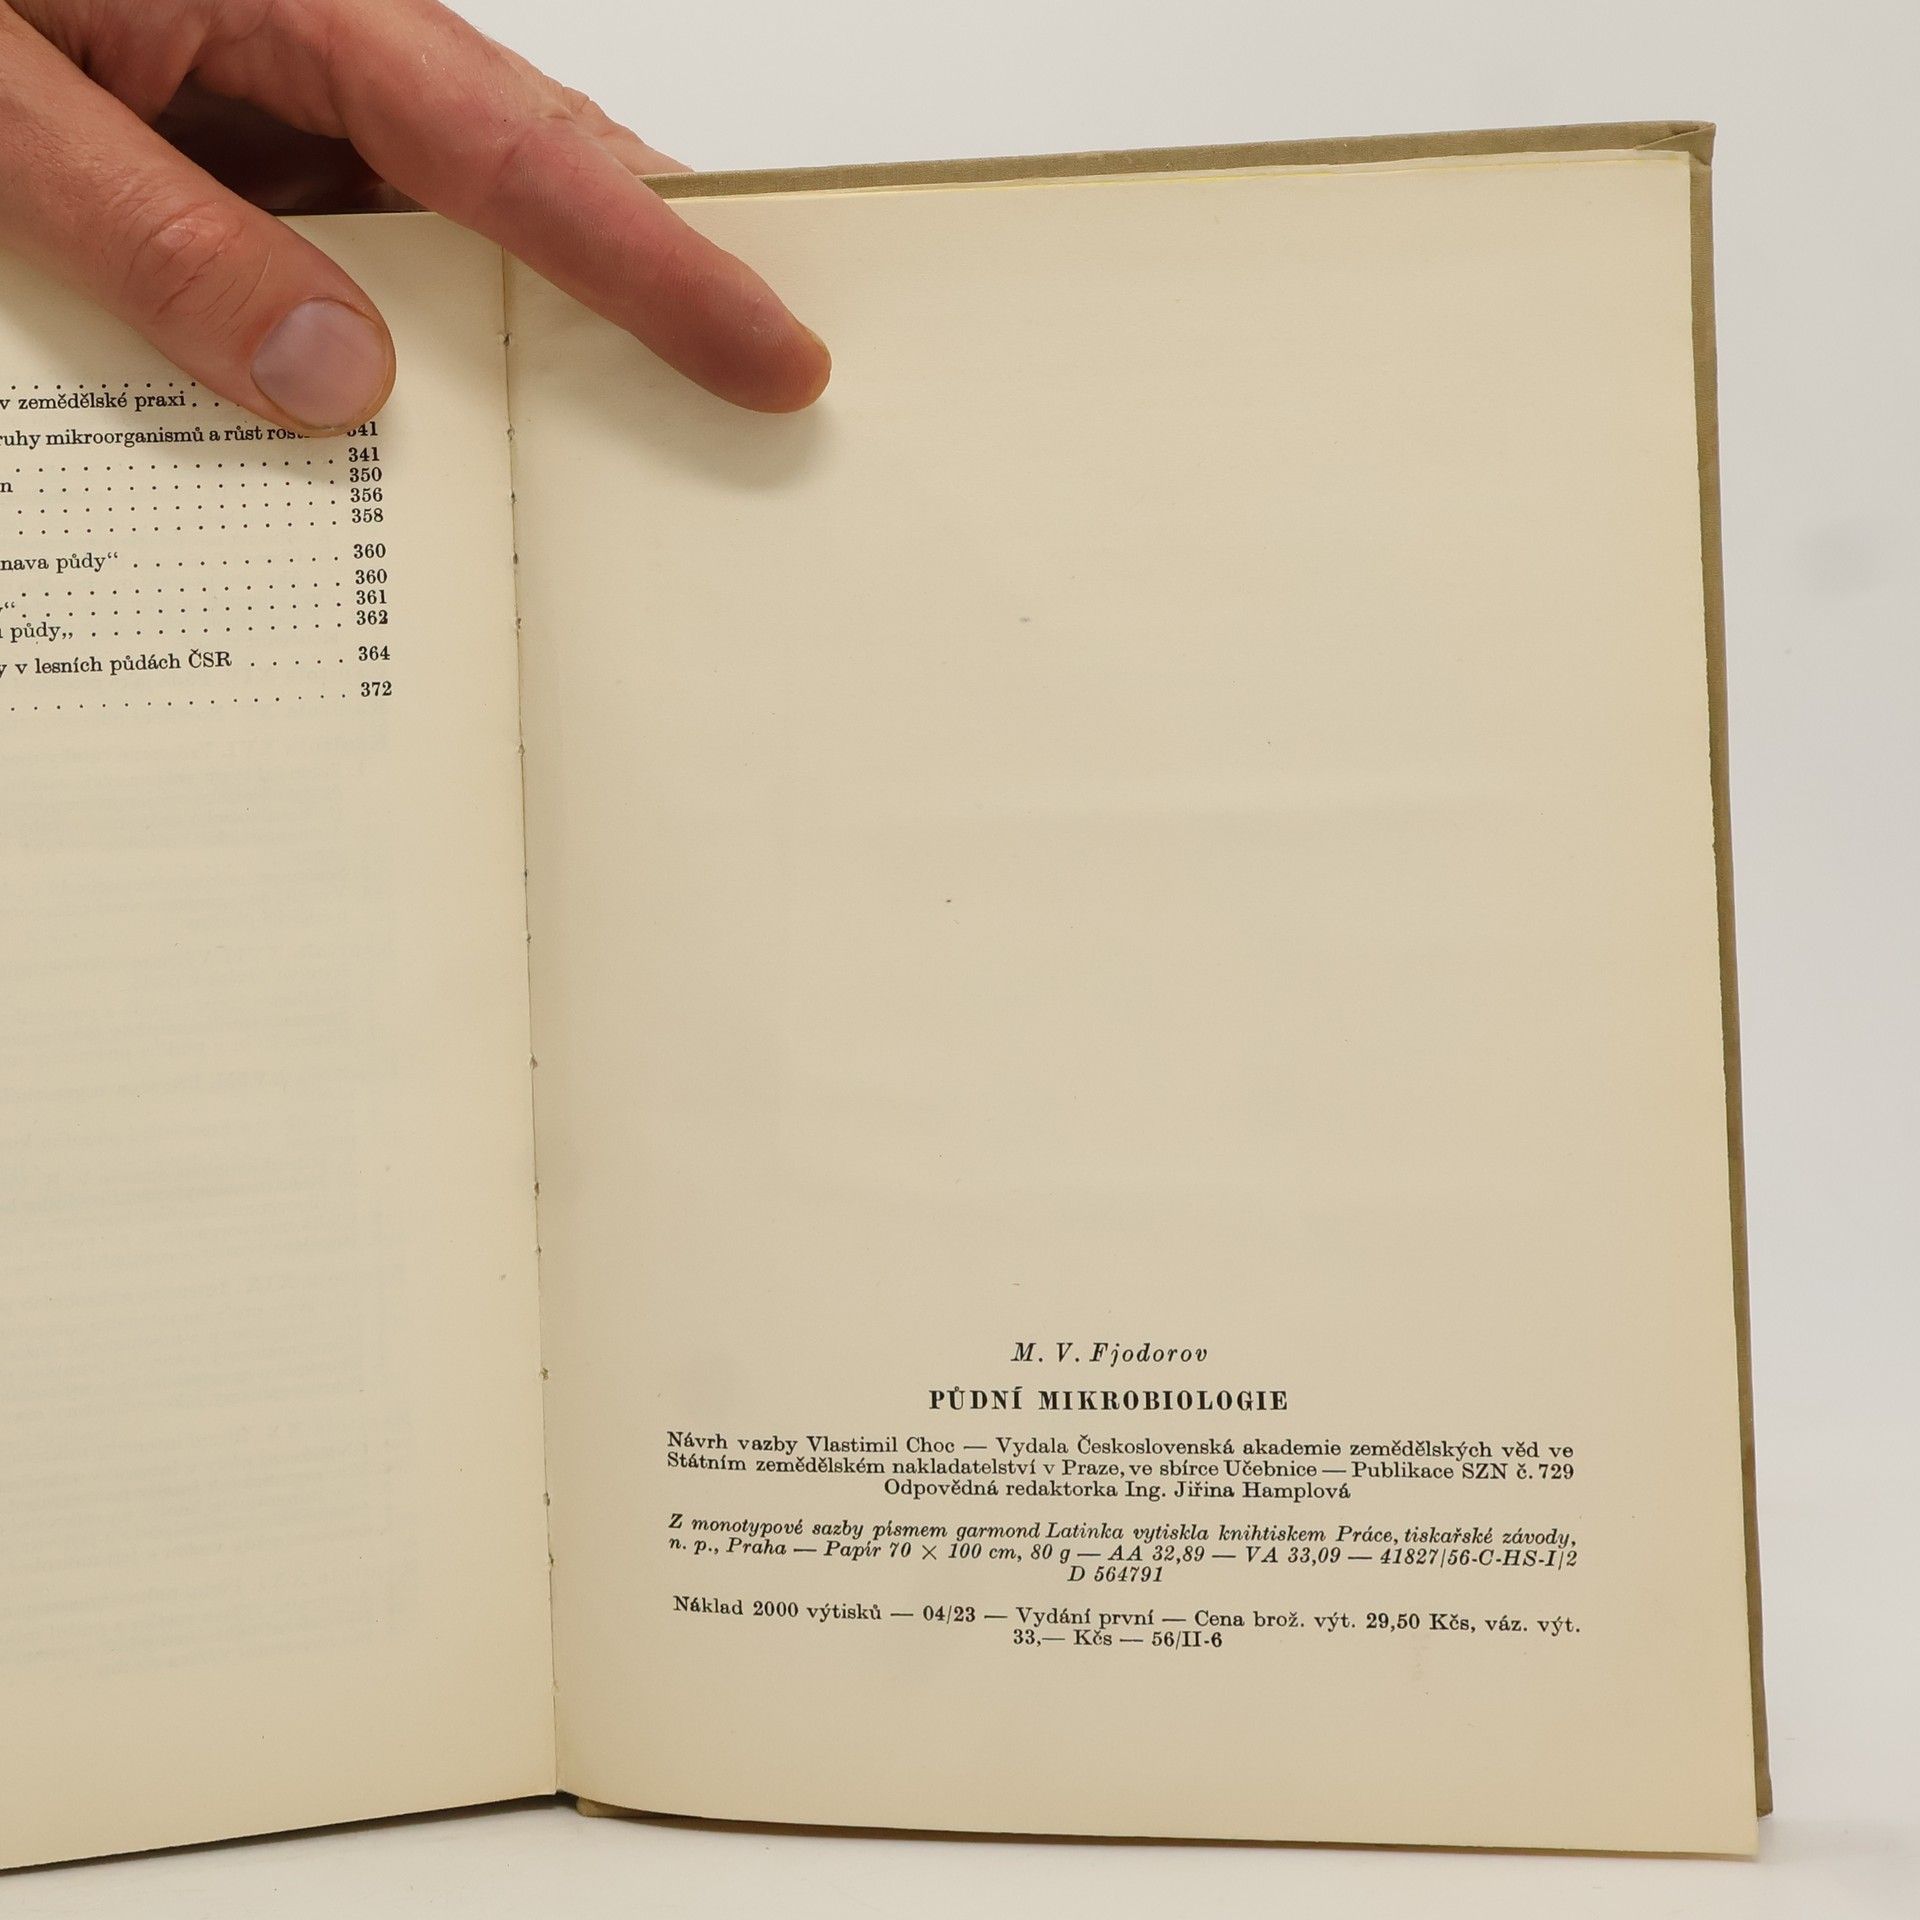 v zemědělské praxi . .
mikroorganismů a růst 341
. . . . . . . . . . . . . . 341
. . . . . . . . . . . . . 350
. . . . . . . . . . . . . . 356
. . . . . . . . . . . . . . 358
půdy“ . . . . . . . . . . 360
. . . . . . . . . . . . . . 360
“. . . . . . . . . . . . . . 361
půdy„ . . . . . . . . . . . 362
v lesních půdách ČSR . . . . . 364
. . . . . . . . . . . . . . . 372
M. V. Fjodorov
PŮDNÍ MIKROBIOLOGIE
Návrh vazby Vlastimil Choc — Vydala Československá akademie zemědělských věd ve
Státním zemědělském nakladatelství v Praze, ve sbírce Učebnice — Publikace SZN č. 729
Odpovědná redaktorka Ing. Jiřina Hamplová
Z monotypové sazby písmem garmond Latinka vytiskla knihtiskem Práce, tiskařské závody,
n. p., Praha — Papír 70 × 100 cm, 80 g — AA 32,89 — VA 33,09 — 41827/56-C-HS-I/2
D 564791
Náklad 2000 výtisků — 04/23 — Vydání první — Cena brož. výt. 29,50 Kčs, váz. výt.
33,— Kčs — 56/II-6